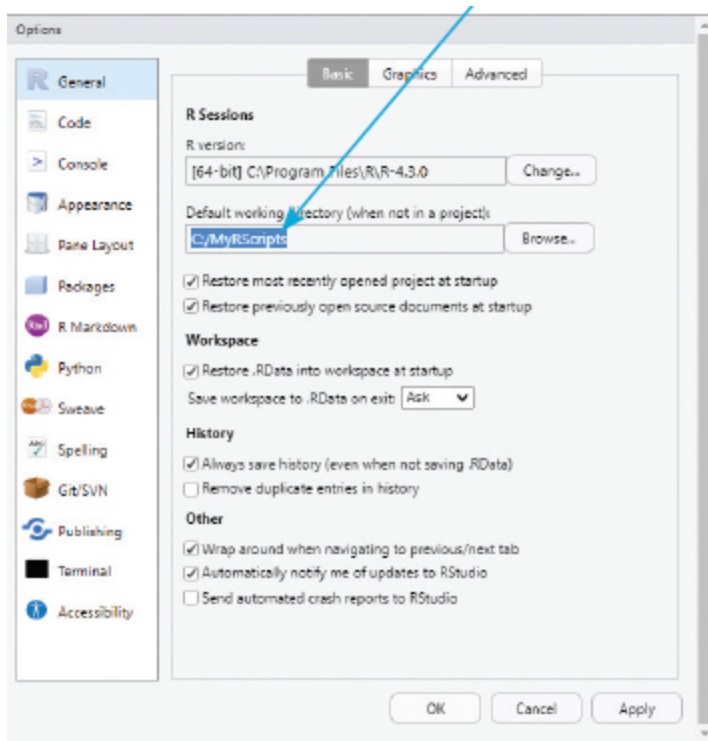 Options
General
Code
Console
Appearance
Pane Layout
Packages
R Markdown
Python
Sweave
Spelling
Git/SVN
Publishing
Terminal
Accessibility
Basic Graphics Advanced
R Sessions
R version:
[64-bit] C:\Program Files\R\R-4.3.0 Change...
Default working directory (when not in a project):
C:/MyRScripts Browse...
Restore most recently opened project at startup
Restore previously open source documents at startup
Workspace
Restore .RData into workspace at startup
Save workspace to .RData on exit: Ask
History
Always save history (even when not saving .RData)
Remove duplicate entries in history
Other
Wrap around when navigating to previous/next tab
Automatically notify me of updates to RStudio
Send automated crash reports to RStudio
OK Cancel Apply